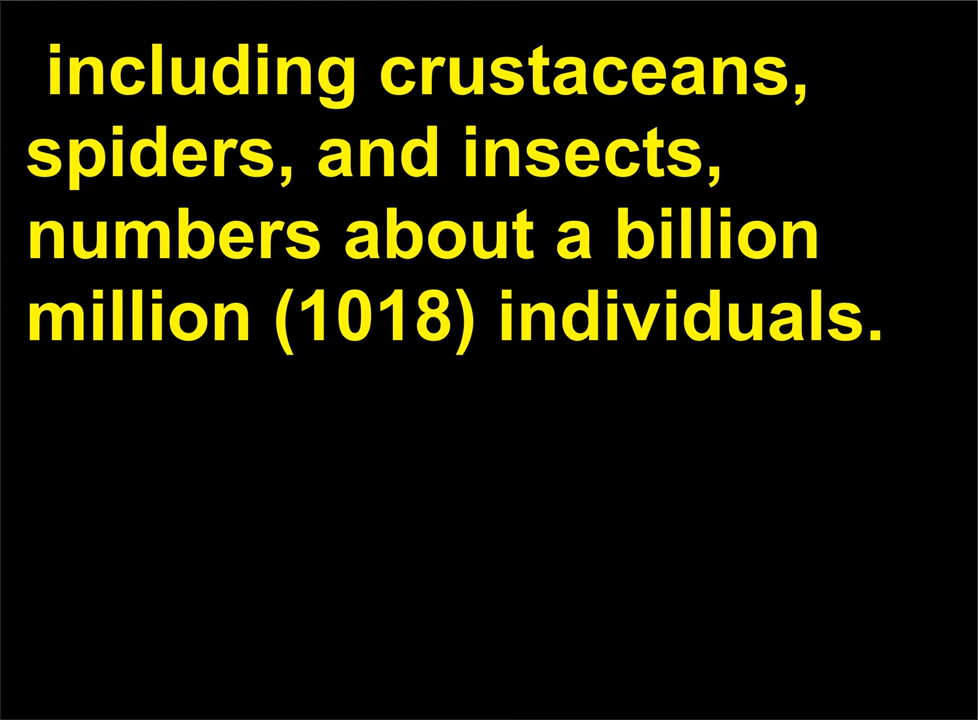 including crustaceans,
spiders, and insects,
numbers about a billion
million (1018) individuals.